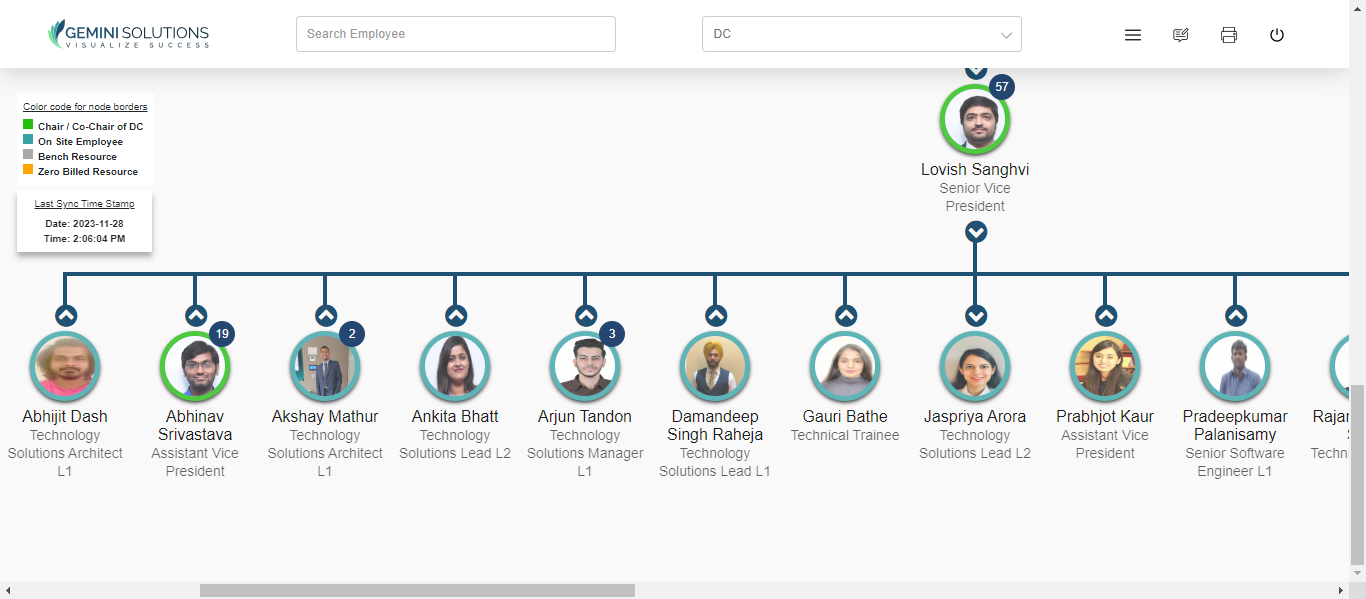 GEMINI SOLUTIONS
VISUALIZE SUCCESS
Search Employee
DC
Color code for node borders
Chair / Co-Chair of DC
On Site Employee
Bench Resource
Zero Billed Resource
Last Sync Time Stamp
Date: 2023-11-28
Time: 2:06:04 PM
57
Lovish Sanghvi
Senior Vice
President
Abhijit Dash
Technology
Solutions Architect
L1
19
Abhinav
Srivastava
Assistant Vice
President
2
Akshay Mathur
Technology
Solutions Architect
L1
Ankita Bhatt
Technology
Solutions Lead L2
3
Arjun Tandon
Technology
Solutions Manager
L1
Damandeep
Singh Raheja
Technology
Solutions Lead L1
Gauri Bathe
Technical Trainee
Jaspriya Arora
Technology
Solutions Lead L2
Prabhjot Kaur
Assistant Vice
President
Pradeepkumar
Palanisamy
Senior Software
Engineer L1